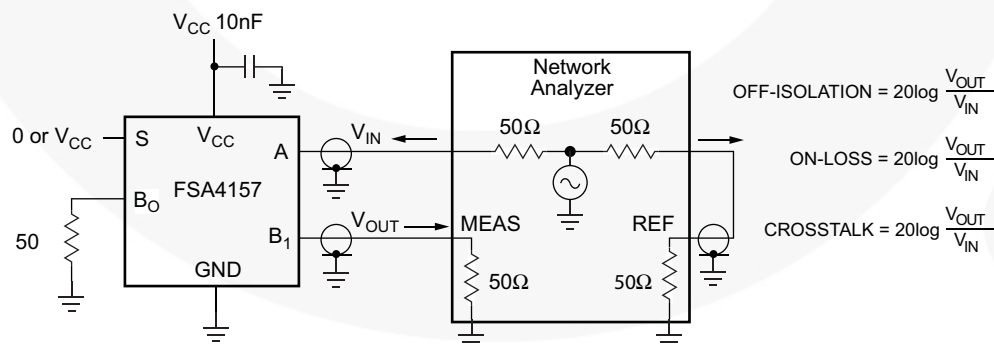 V_CC 10nF
Network
Analyzer
OFF-ISOLATION = 20log V_OUT / V_IN
50Ω 50Ω
0 or V_CC S V_CC A V_IN
ON-LOSS = 20log V_OUT / V_IN
FSA4157
B_O
50
B_1 V_OUT MEAS REF
CROSSTALK = 20log V_OUT / V_IN
GND
50Ω 50Ω